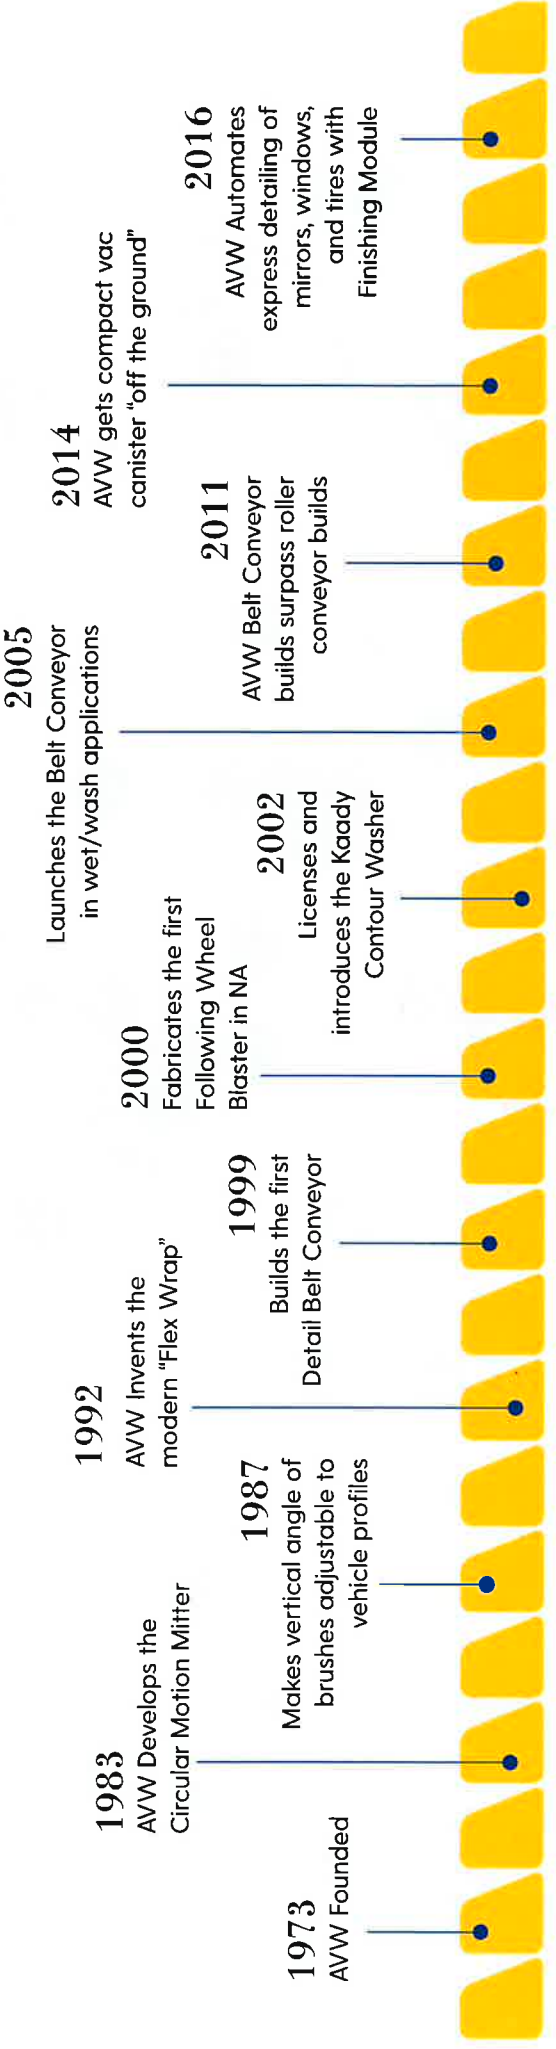 1973
AVW Founded
1983
AVW Develops the
Circular Motion Mitter
1987
Makes vertical angle of
brushes adjustable to
vehicle profiles
1992
AVW Invents the
modern "Flex Wrap"
1999
Builds the first
Detail Belt Conveyor
2000
Fabricates the first
Following Wheel
Blaster in NA
2002
Licenses and
introduces the Kaady
Contour Washer
2005
Launches the Belt Conveyor
in wet/wash applications
2011
AVW Belt Conveyor
builds surpass roller
conveyor builds
2014
AVW gets compact vac
canister "off the ground"
2016
AVW Automates
express detailing of
mirrors, windows,
and tires with
Finishing Module